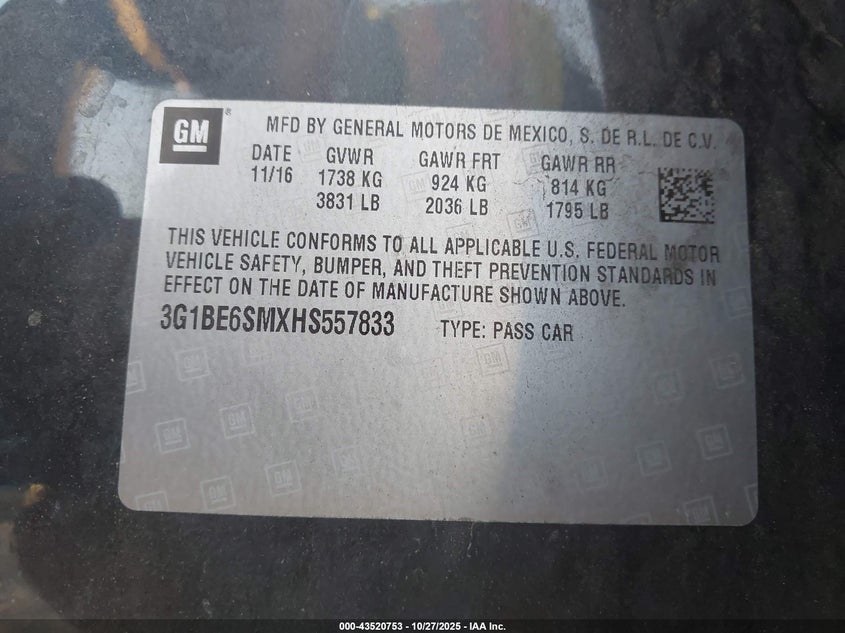 GM
®
MFD BY GENERAL MOTORS DE MEXICO, S. DE R.L. DE C.V.
DATE GVWR GAWR FRT GAWR RR
11/16 1738 KG 924 KG 814 KG
3831 LB 2036 LB 1795 LB
THIS VEHICLE CONFORMS TO ALL APPLICABLE U.S. FEDERAL MOTOR
VEHICLE SAFETY, BUMPER, AND THEFT PREVENTION STANDARDS IN
EFFECT ON THE DATE OF MANUFACTURE SHOWN ABOVE.
3G1BE6SMXHS557833 TYPE: PASS CAR
000-43520753 - 10/27/2025 - IAA Inc.